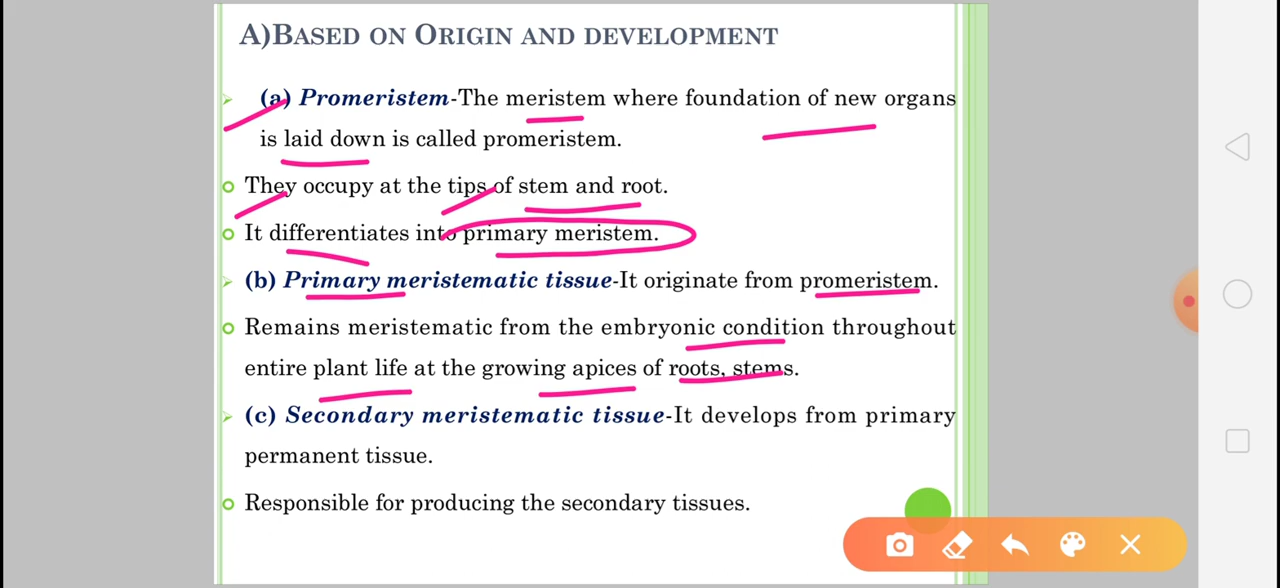 A)BASED ON ORIGIN AND DEVELOPMENT
(a) Promeristem-The meristem where foundation of new organs
is laid down is called promeristem.
They occupy at the tips of stem and root.
It differentiates into primary meristem.
(b) Primary meristematic tissue-It originate from promeristem.
Remains meristematic from the embryonic condition throughout
entire plant life at the growing apices of roots, stems.
(c) Secondary meristematic tissue-It develops from primary
permanent tissue.
Responsible for producing the secondary tissues.